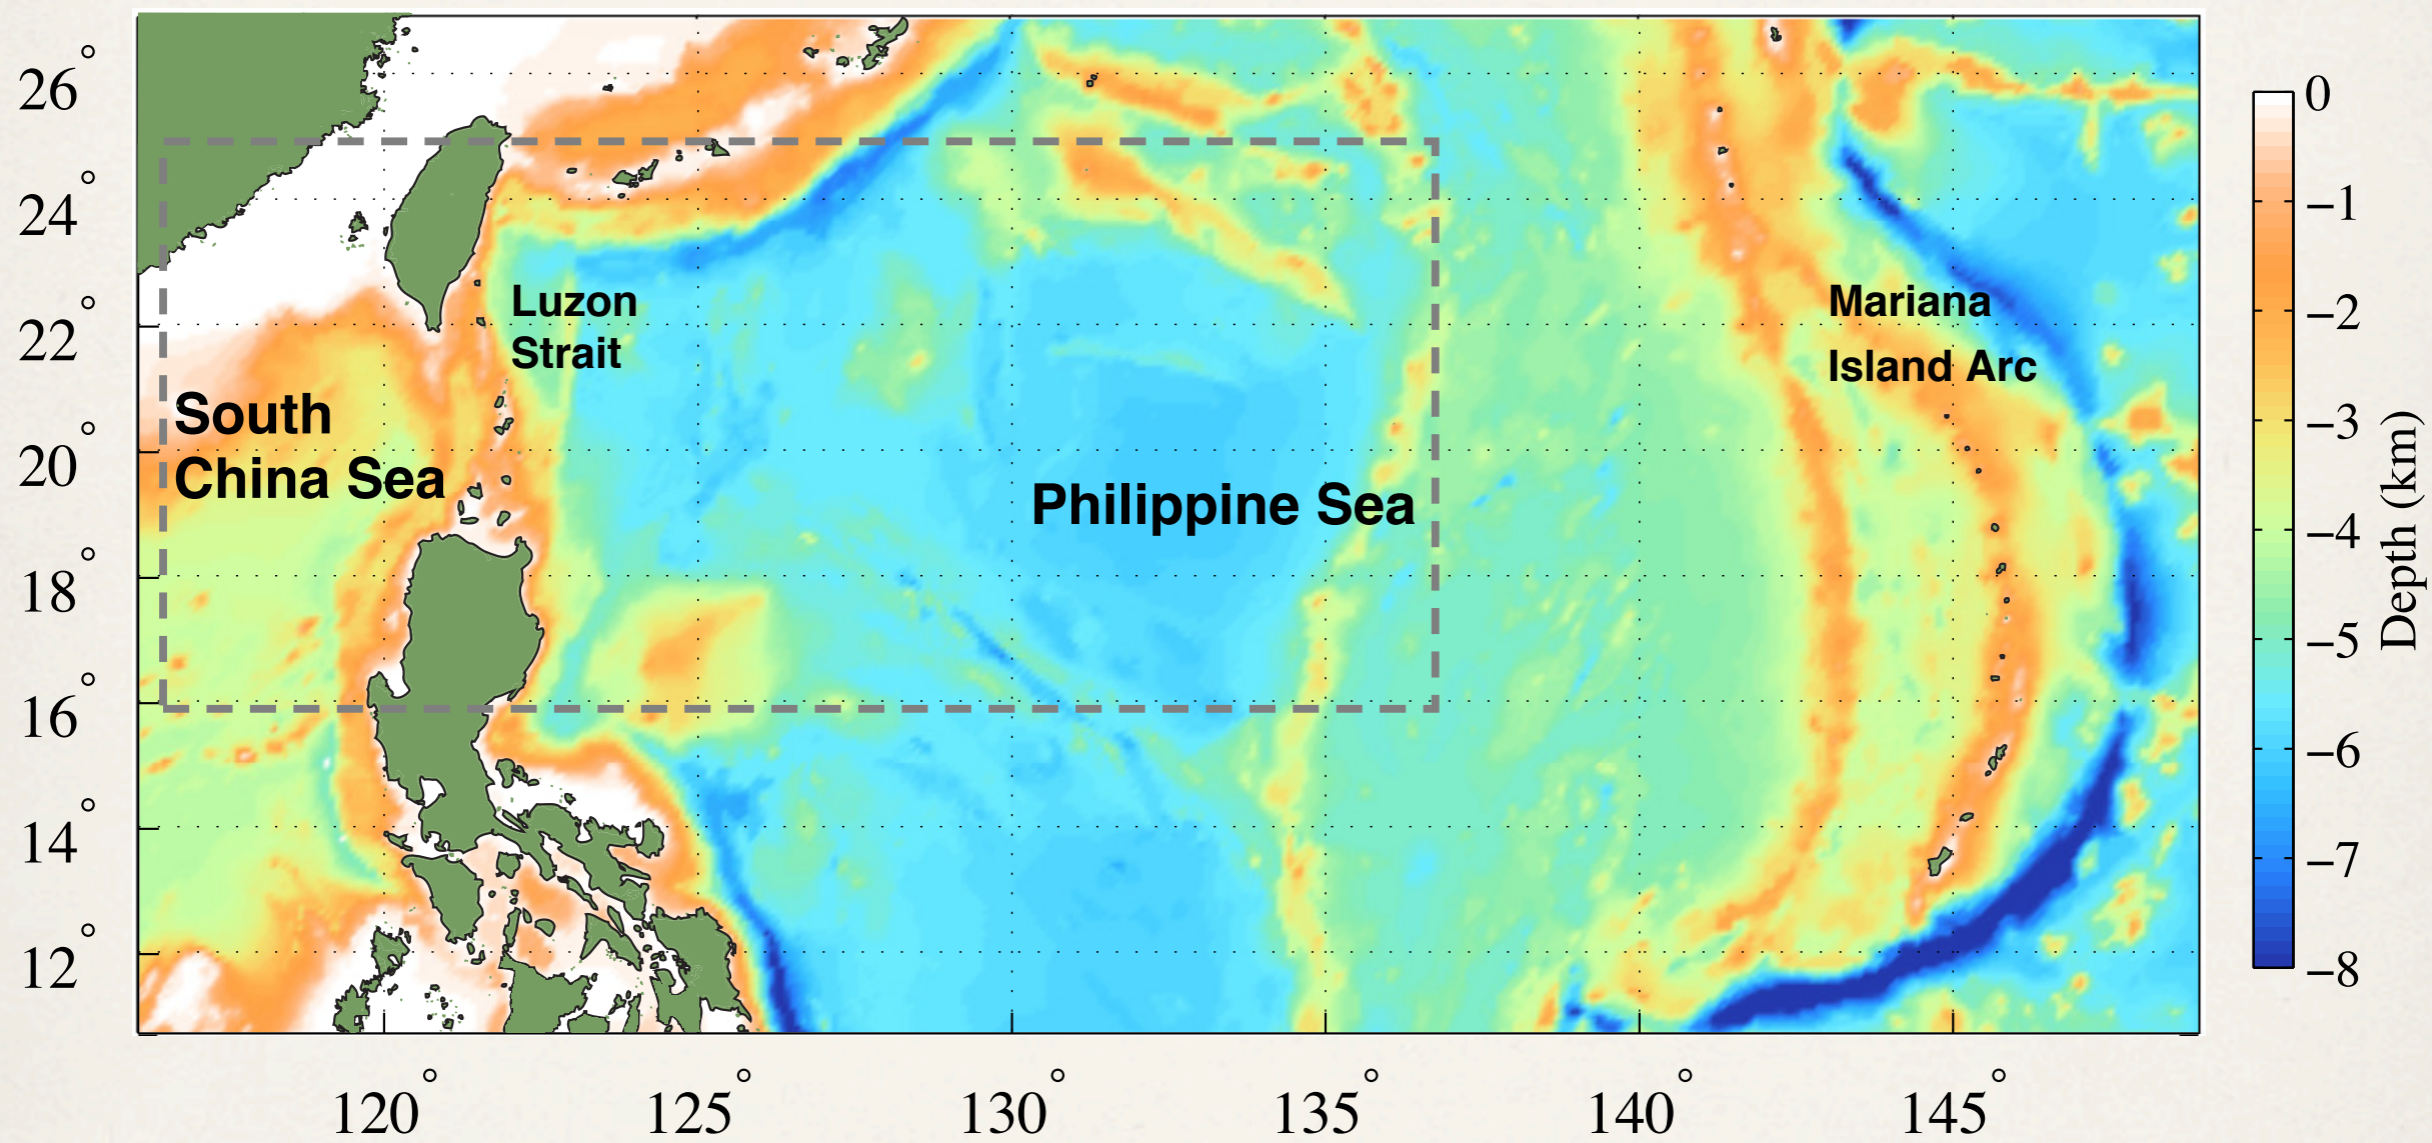 26°
24°
22°
20°
18°
16°
14°
12°
120°
125°
130°
135°
140°
145°
Luzon
Strait
South
China Sea
Philippine Sea
Mariana
Island Arc
0
−1
−2
−3
−4
−5
−6
−7
−8
Depth (km)